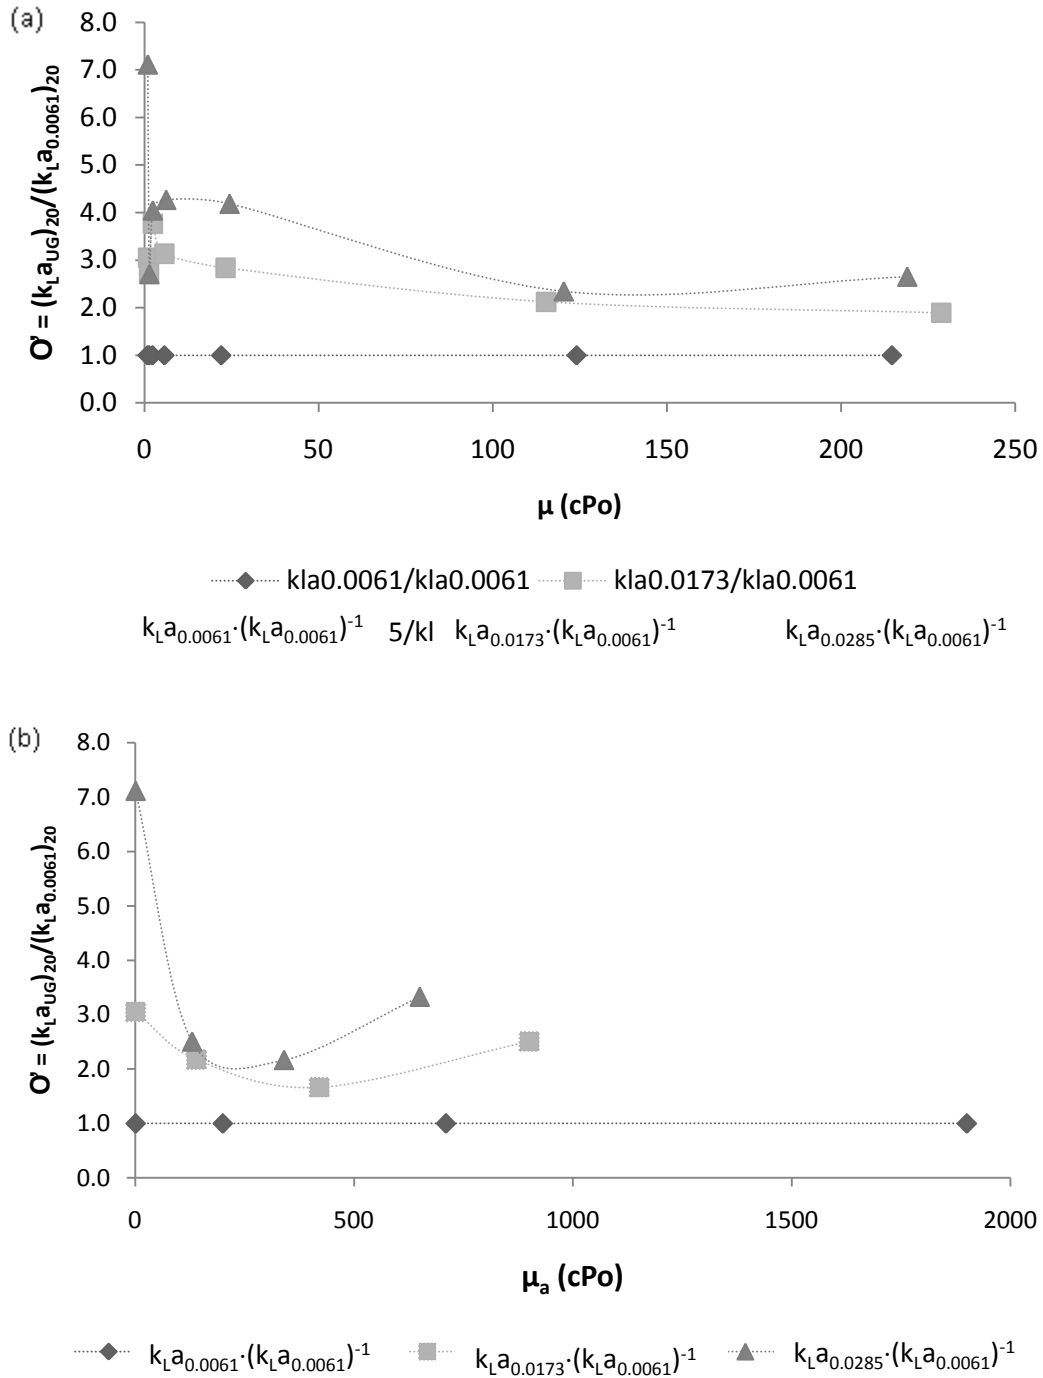 (a)
8.0
7.0
6.0
5.0
4.0
3.0
2.0
1.0
0.0
O' = (kLaUG)20/(kLa0.0061)20
0 50 100 150 200 250
μ (cPo)
kla0.0061/kla0.0061 kla0.0173/kla0.0061
kLa0.0061·(kLa0.0061)-1 5/kl kLa0.0173·(kLa0.0061)-1 kLa0.0285·(kLa0.0061)-1
(b)
8.0
7.0
6.0
5.0
4.0
3.0
2.0
1.0
0.0
O' = (kLaUG)20/(kLa0.0061)20
0 500 1000 1500 2000
μa (cPo)
kLa0.0061·(kLa0.0061)-1 kLa0.0173·(kLa0.0061)-1 kLa0.0285·(kLa0.0061)-1